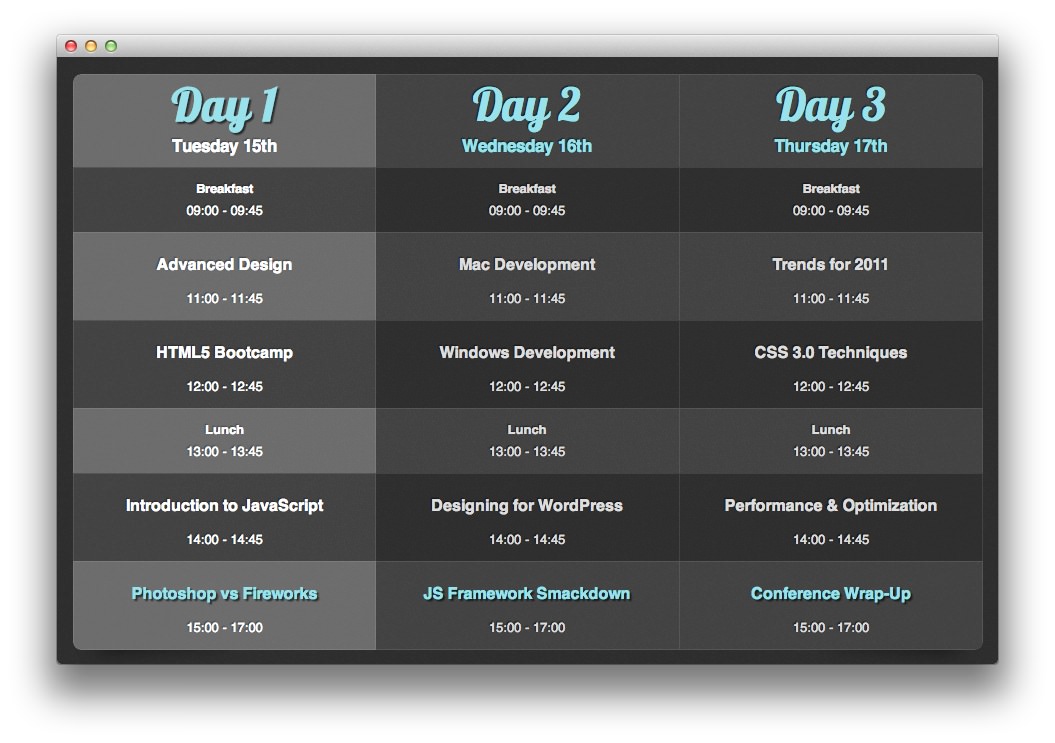 Day 1
Tuesday 15th
Day 2
Wednesday 16th
Day 3
Thursday 17th
Breakfast
09:00 - 09:45
Breakfast
09:00 - 09:45
Breakfast
09:00 - 09:45
Advanced Design
11:00 - 11:45
Mac Development
11:00 - 11:45
Trends for 2011
11:00 - 11:45
HTML5 Bootcamp
12:00 - 12:45
Windows Development
12:00 - 12:45
CSS 3.0 Techniques
12:00 - 12:45
Lunch
13:00 - 13:45
Lunch
13:00 - 13:45
Lunch
13:00 - 13:45
Introduction to JavaScript
14:00 - 14:45
Designing for WordPress
14:00 - 14:45
Performance & Optimization
14:00 - 14:45
Photoshop vs Fireworks
15:00 - 17:00
JS Framework Smackdown
15:00 - 17:00
Conference Wrap-Up
15:00 - 17:00